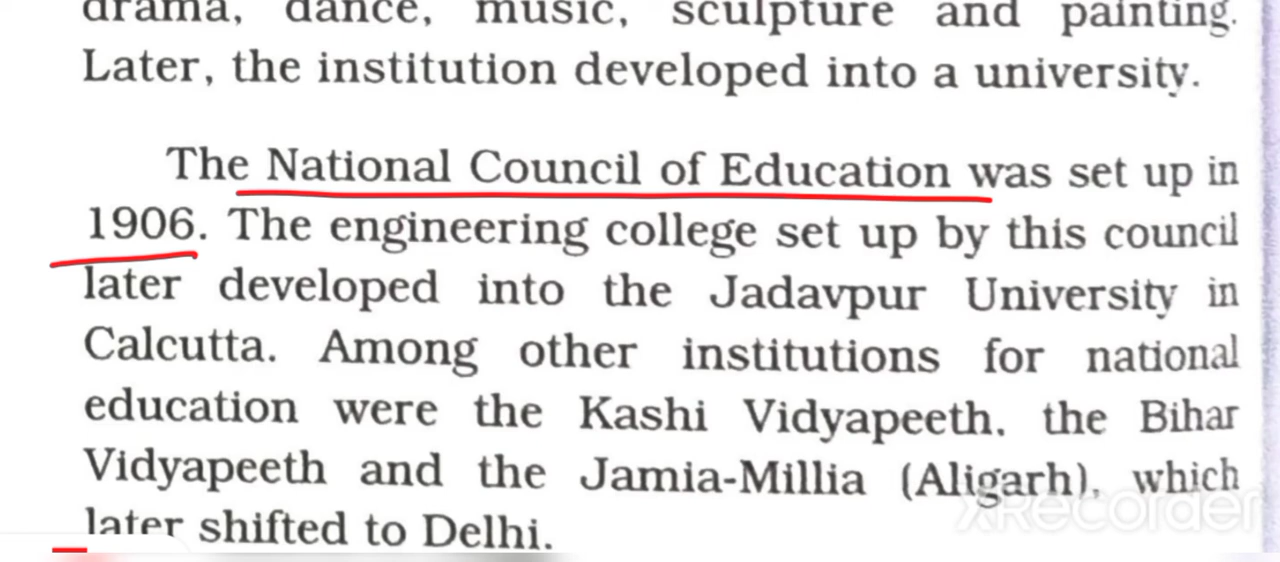 drama, dance, music, sculpture and painting.
Later, the institution developed into a university.
The National Council of Education was set up in
1906. The engineering college set up by this council
later developed into the Jadavpur University in
Calcutta. Among other institutions for national
education were the Kashi Vidyapeeth, the Bihar
Vidyapeeth and the Jamia-Millia (Aligarh), which
later shifted to Delhi.
XRecorder